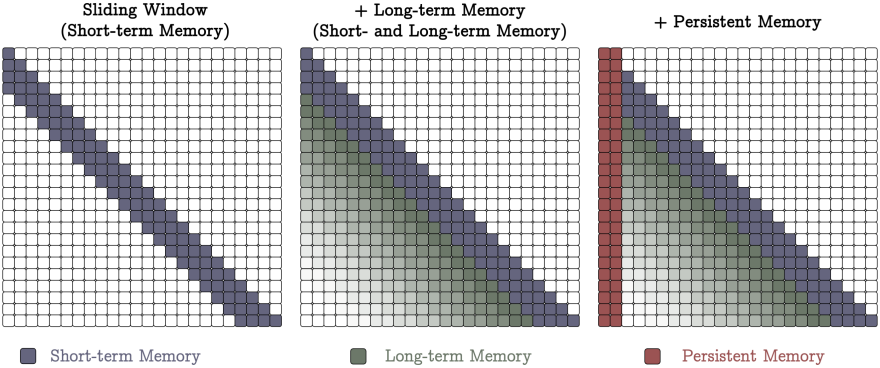 Sliding Window
(Short-term Memory)
+ Long-term Memory
(Short- and Long-term Memory)
+ Persistent Memory
Short-term Memory
Long-term Memory
Persistent Memory